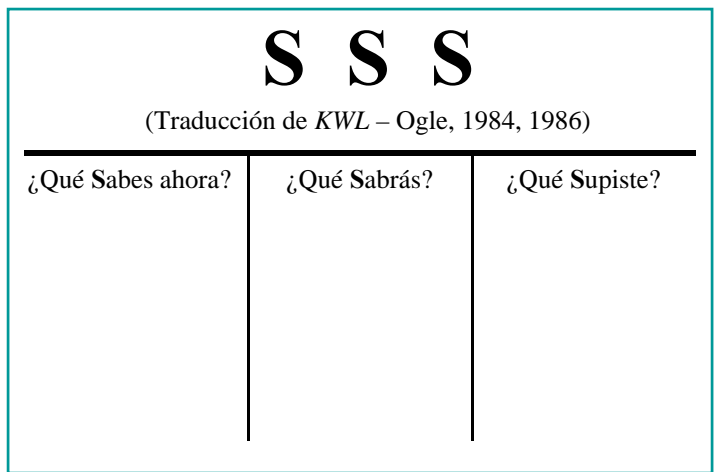 S S S
(Traducción de KWL – Ogle, 1984, 1986)
¿Qué Sabes ahora?
¿Qué Sabrás?
¿Qué Supiste?